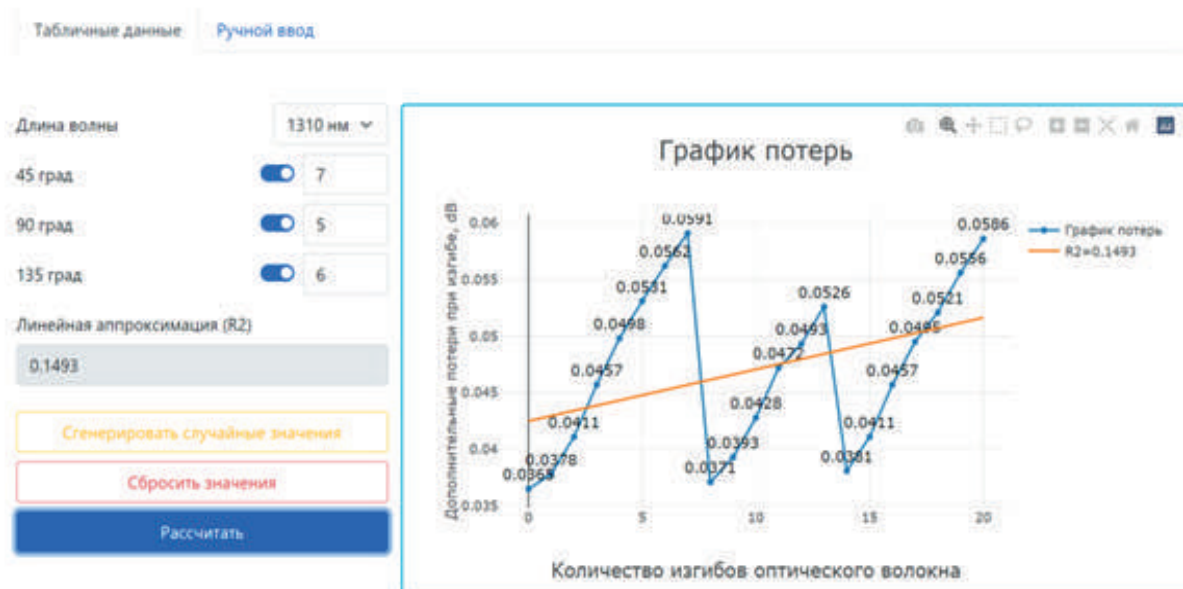 Табличные данные
Ручной ввод
Длина волны
1310 нм
45 град
7
90 град
5
135 град
6
Линейная аппроксимация (R2)
0.1493
Сгенерировать случайные значения
Сбросить значения
Рассчитать
График потерь
Дополнительные потери при изгибе, dB
0.06
0.055
0.05
0.045
0.04
0.035
0.0378
0.0411
0.0457
0.0498
0.0531
0.0562
0.0591
0.0371
0.0393
0.0428
0.0472
0.0493
0.0526
0.0381
0.0411
0.0457
0.0521
0.0556
0.0586
0
5
10
15
20
Количество изгибов оптического волокна
График потерь
R2=0.1493